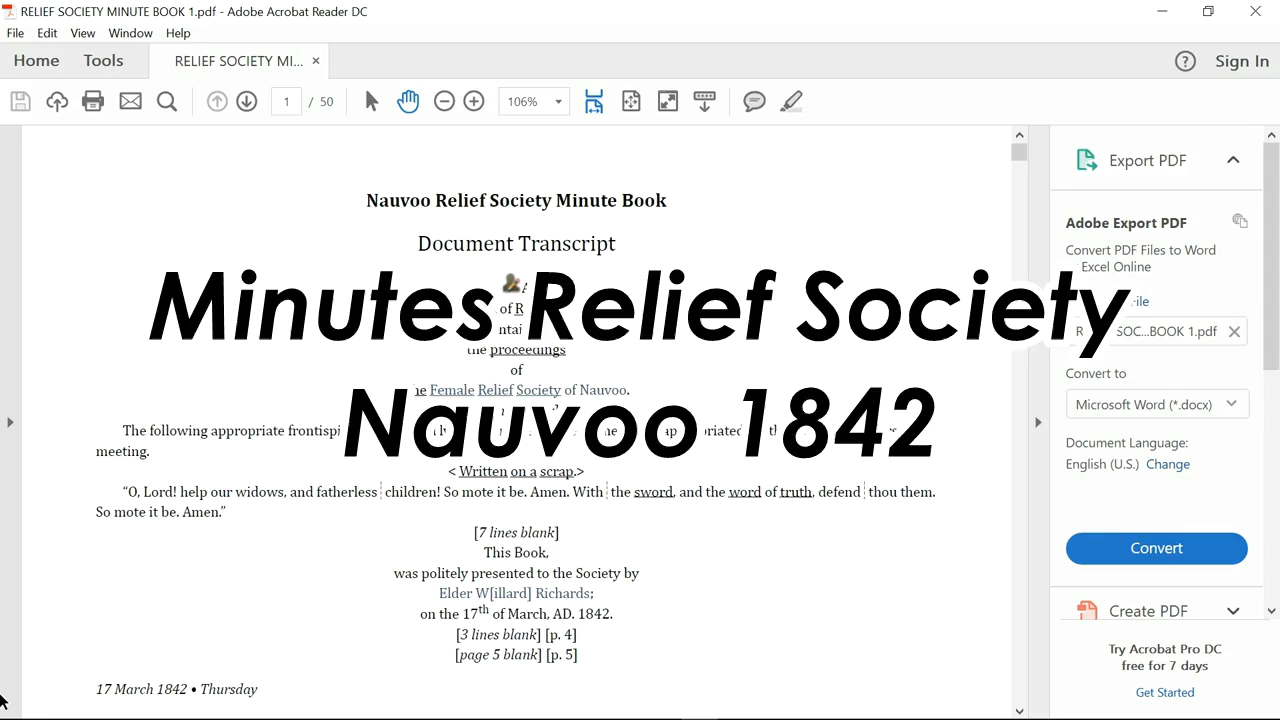 RELIEF SOCIETY MINUTE BOOK 1.pdf - Adobe Acrobat Reader DC
File Edit View Window Help
Home Tools RELIEF SOCIETY MI... × ? Sign In
1 / 50 106%
Export PDF
Nauvoo Relief Society Minute Book
Adobe Export PDF
Document Transcript
Convert PDF Files to Word
Excel Online
Minutes Relief Society
of
SOC...BOOK 1.pdf
the proceedings
of
Convert to
Female Relief Society of Nauvoo.
Microsoft Word (*.docx)
Nauvoo 1842
The following appropriate
meeting.
Document Language:
English (U.S.) Change
< Written on a scrap.>
“O, Lord! help our widows, and fatherless children! So mote it be. Amen. With the sword, and the word of truth, defend thou them.
So mote it be. Amen.”
[7 lines blank]
This Book,
Convert
was politely presented to the Society by
Elder W[illard] Richards;
on the 17th of March, AD. 1842.
Create PDF
[3 lines blank] [p. 4]
[page 5 blank] [p. 5]
Try Acrobat Pro DC
free for 7 days
17 March 1842 • Thursday
Get Started